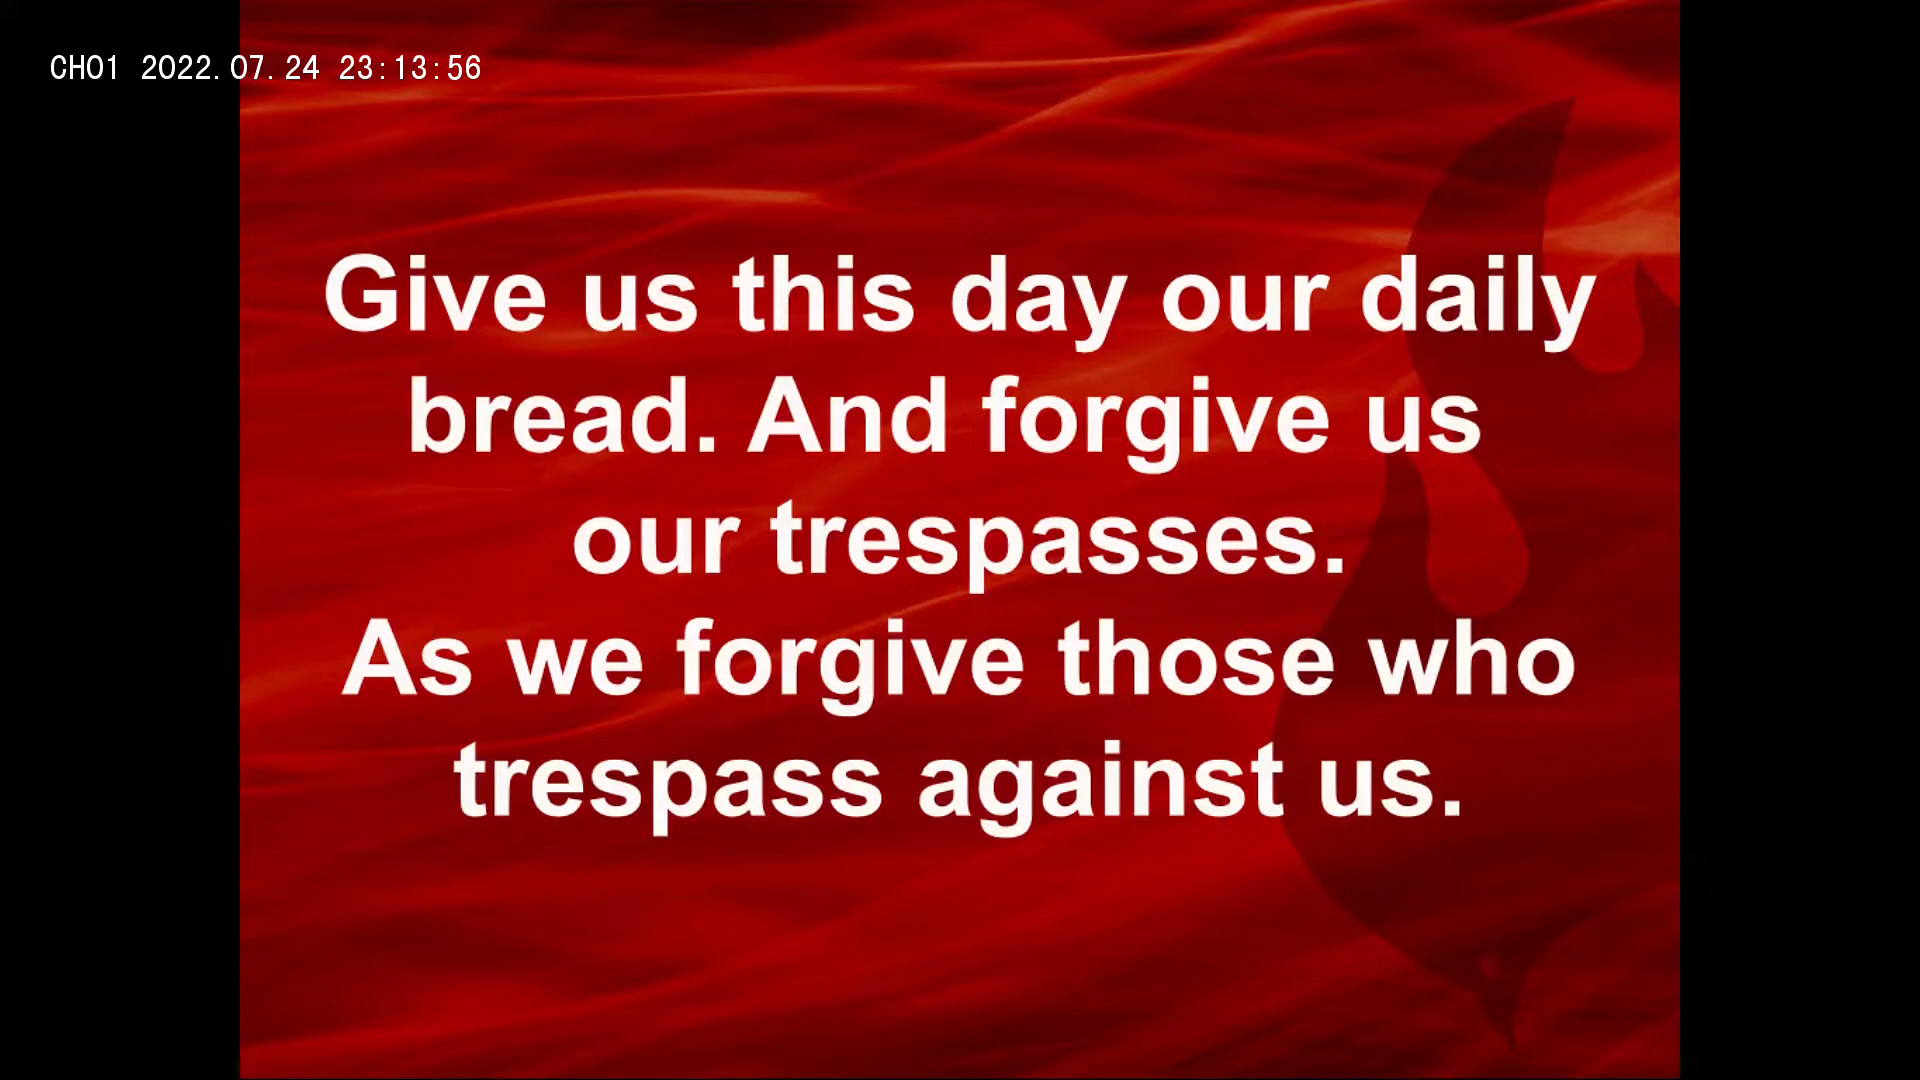 CH01 2022.07.24 23:13:56
Give us this day our daily
bread. And forgive us
our trespasses.
As we forgive those who
trespass against us.